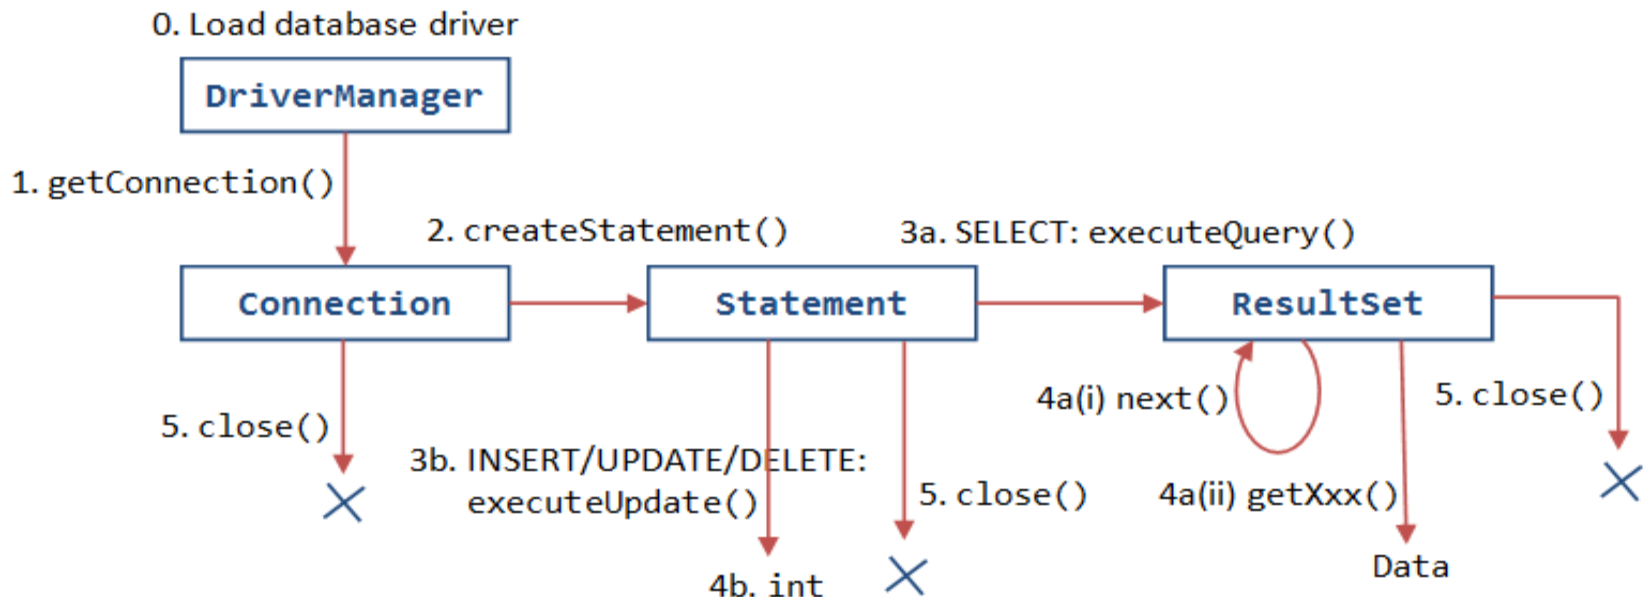 0. Load database driver
DriverManager
1. getConnection()
2. createStatement()
3a. SELECT: executeQuery()
Connection
Statement
ResultSet
5. close()
3b. INSERT/UPDATE/DELETE:
executeUpdate()
4b. int
5. close()
4a(i) next()
4a(ii) getXxx()
Data
5. close()